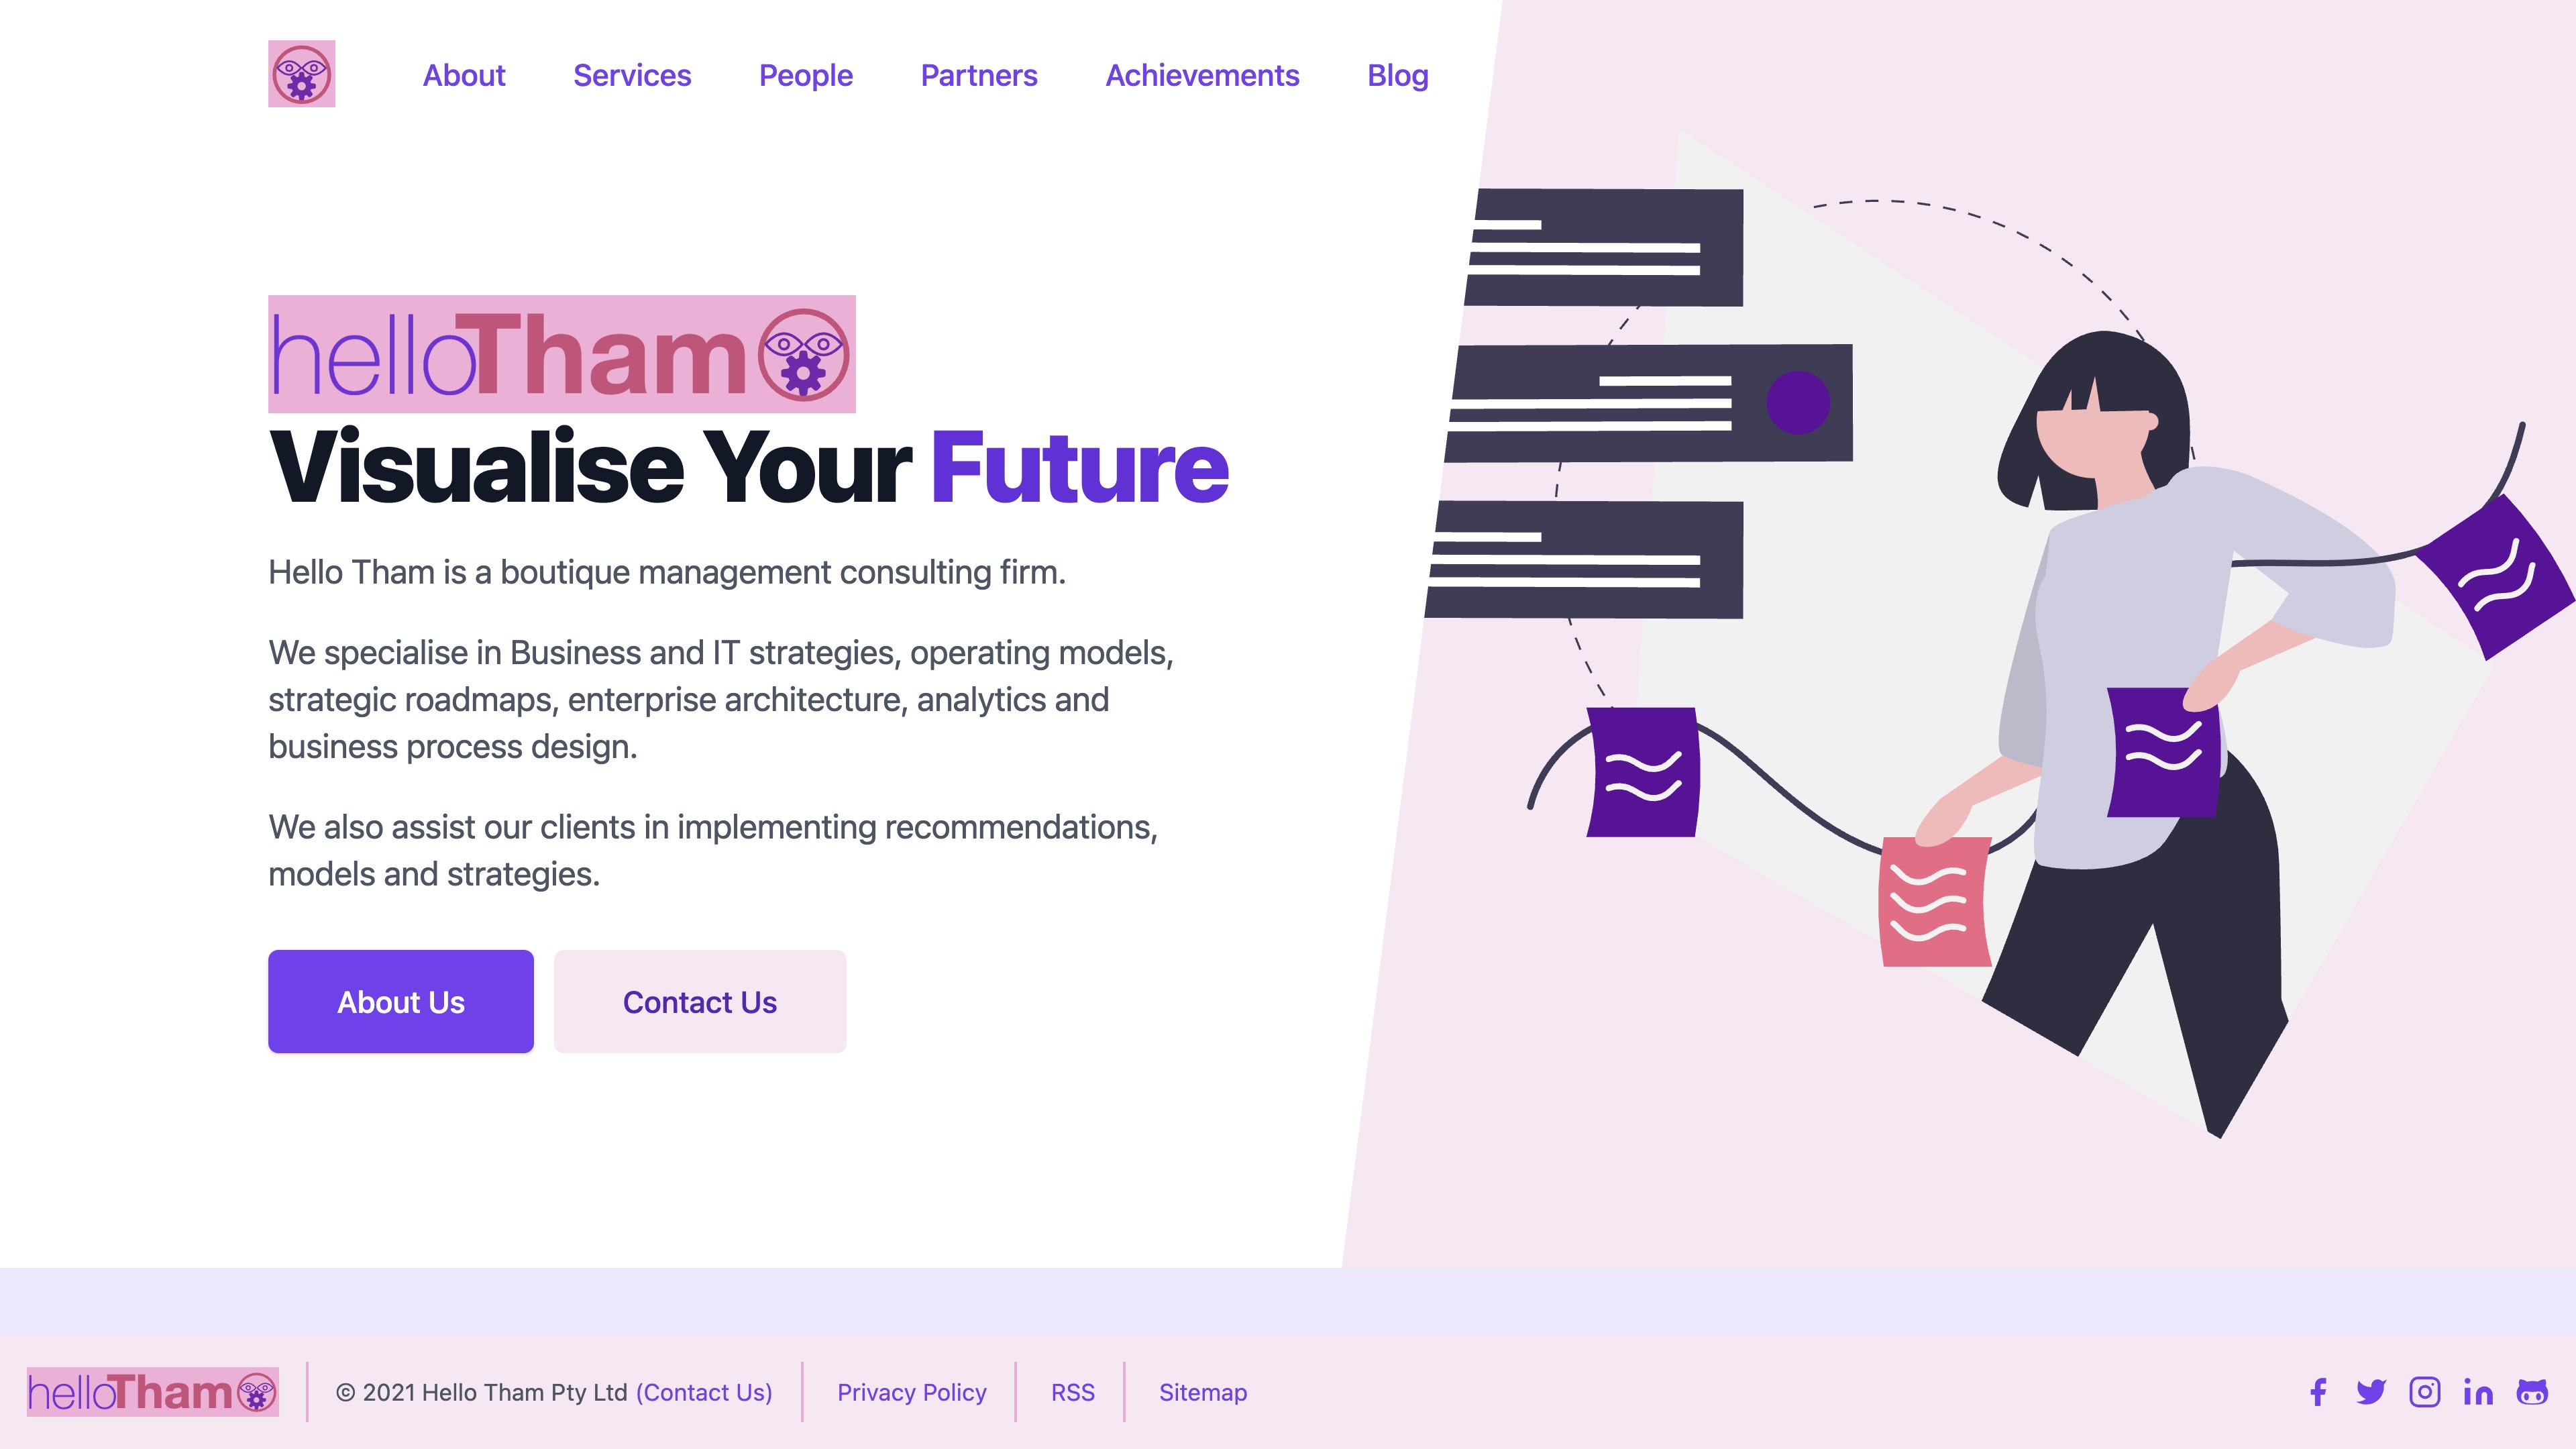 About Services People Partners Achievements Blog
helloTham
Visualise Your Future
Hello Tham is a boutique management consulting firm.
We specialise in Business and IT strategies, operating models,
strategic roadmaps, enterprise architecture, analytics and
business process design.
We also assist our clients in implementing recommendations,
models and strategies.
About Us Contact Us
helloTham © 2021 Hello Tham Pty Ltd (Contact Us) Privacy Policy RSS Sitemap